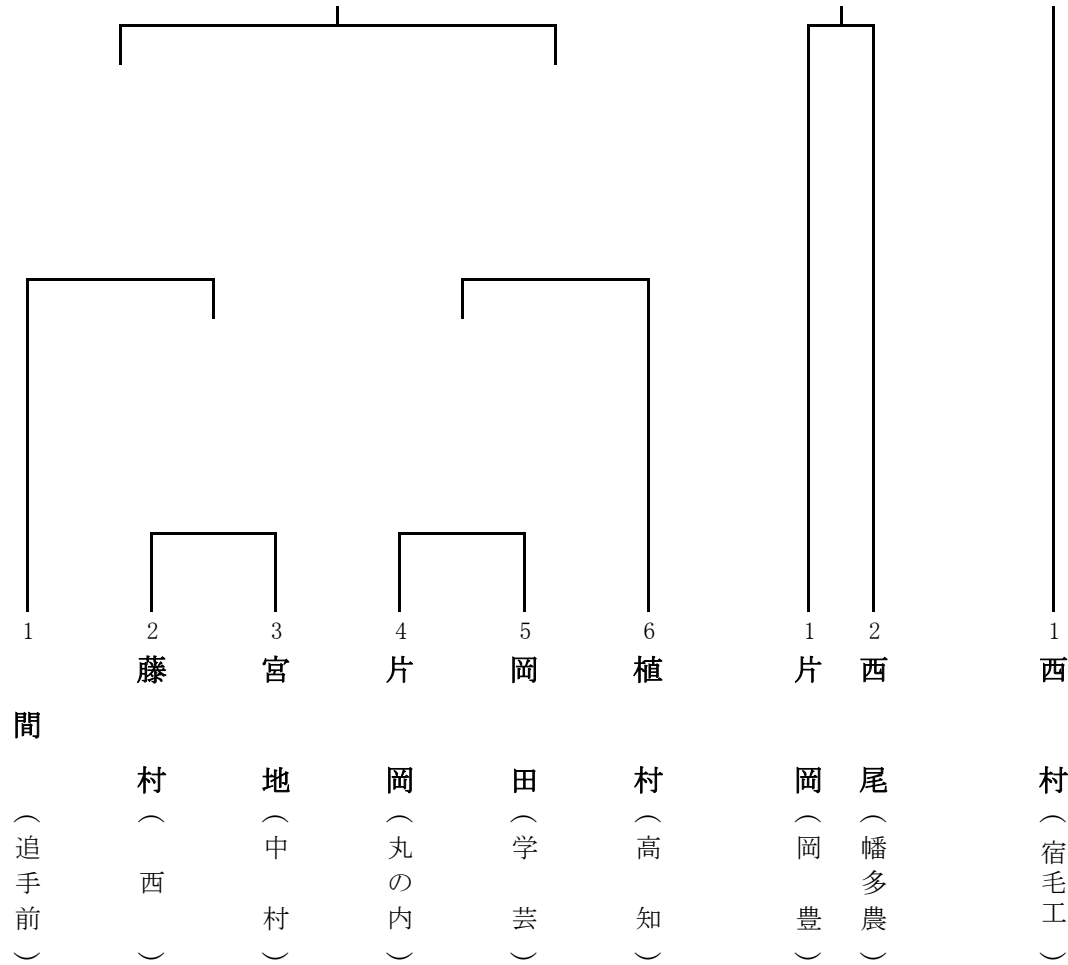 1 間 （追手前）
2 藤村 （西）
3 宮地 （中村）
4 片岡 （丸の内）
5 岡田 （学芸）
6 植村 （高知）
1 片岡 （岡豊）
2 西尾 （幡多農）
1 西村 （宿毛工）